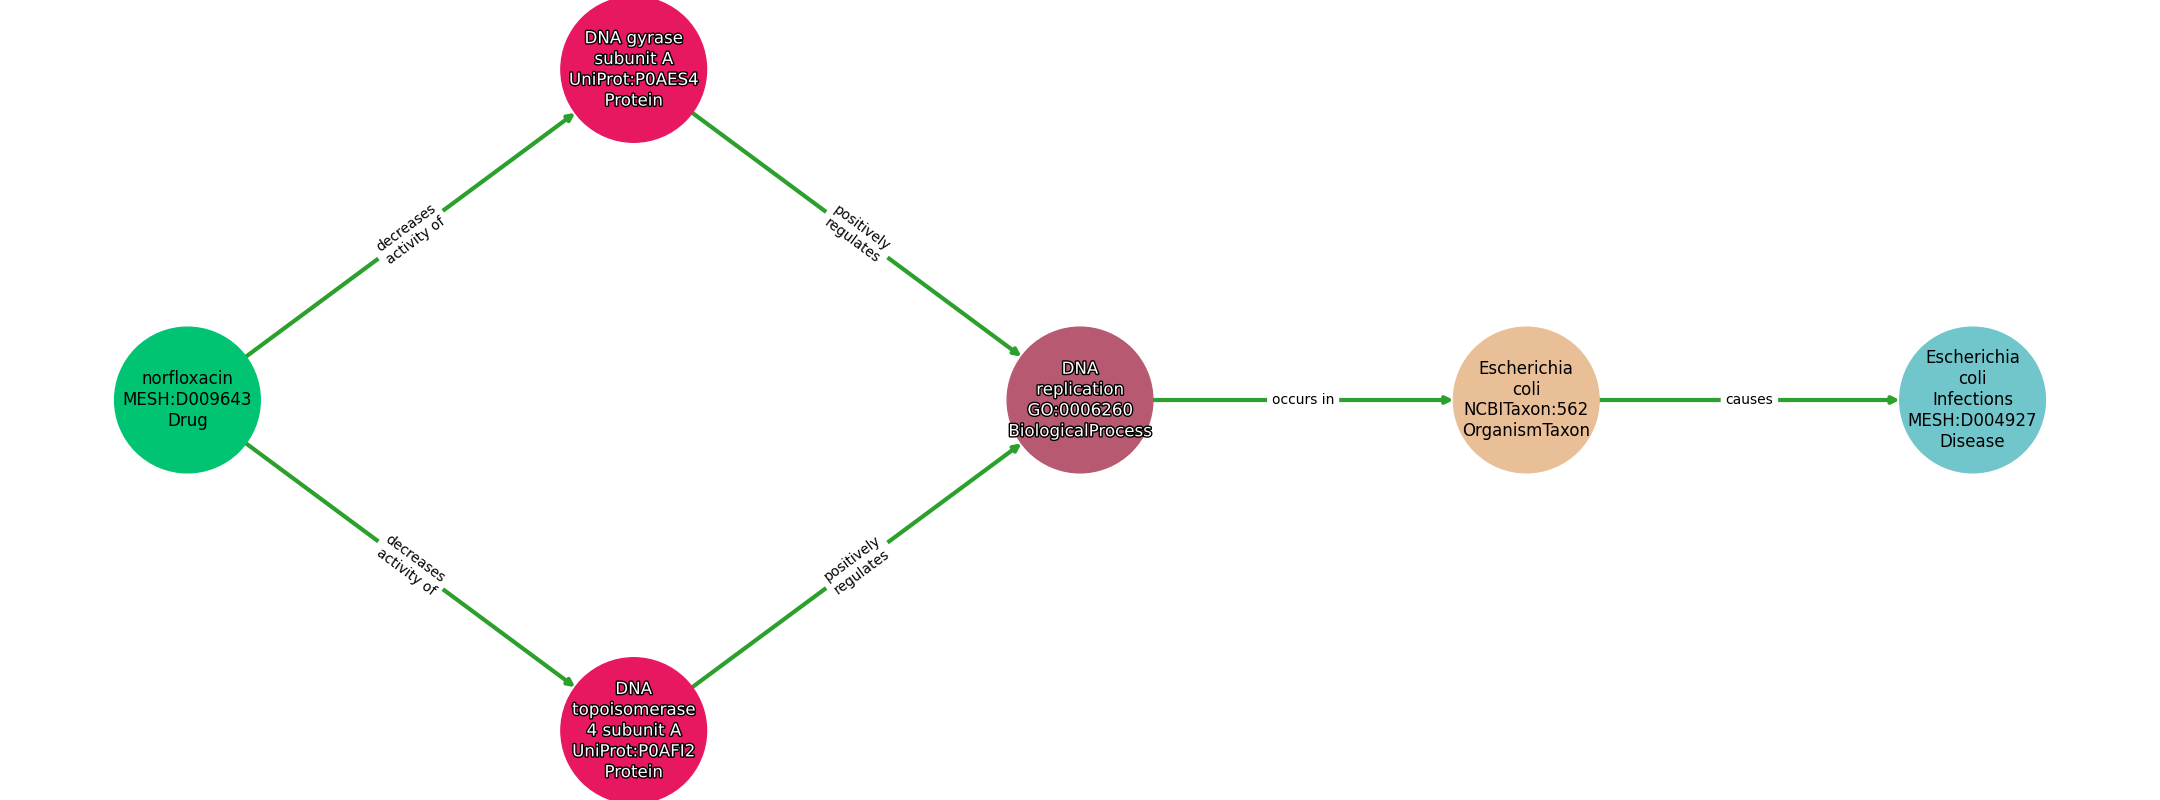 DNA gyrase
subunit A
UniProt:P0AES4
Protein
decreases
activity of
positively
regulates
norfloxacin
MESH:D009643
Drug
DNA
replication
GO:0006260
BiologicalProcess
occurs in
Escherichia
coli
NCBITaxon:562
OrganismTaxon
causes
Escherichia
coli
Infections
MESH:D004927
Disease
decreases
activity of
positively
regulates
DNA
topoisomerase
4 subunit A
UniProt:P0AFI2
Protein